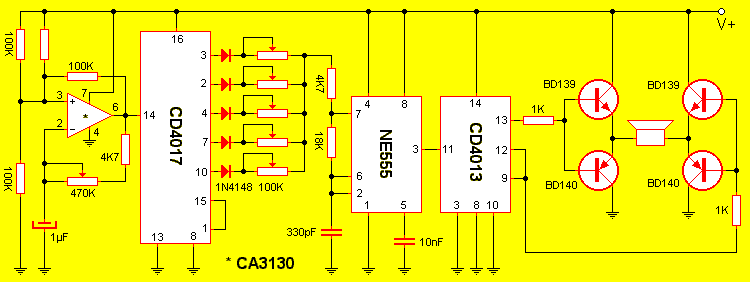 V+
100K
100K
3
7
6
2
4
+
−
*
4K7
470K
100K
1µF
16
14
CD4017
3
2
4
7
10
15
1
13
8
1N4148
100K
* CA3130
4K7
18K
330pF
4
8
7
NE555
3
6
2
1
5
10nF
14
CD4013
13
12
11
9
3
8
10
1K
BD139
BD139
BD140
BD140
1K